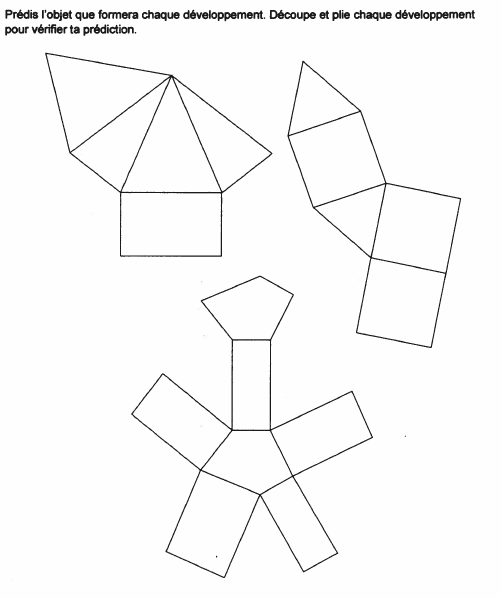 Prédis l'objet que formera chaque développement. Découpe et plie chaque développement
pour vérifier ta prédiction.